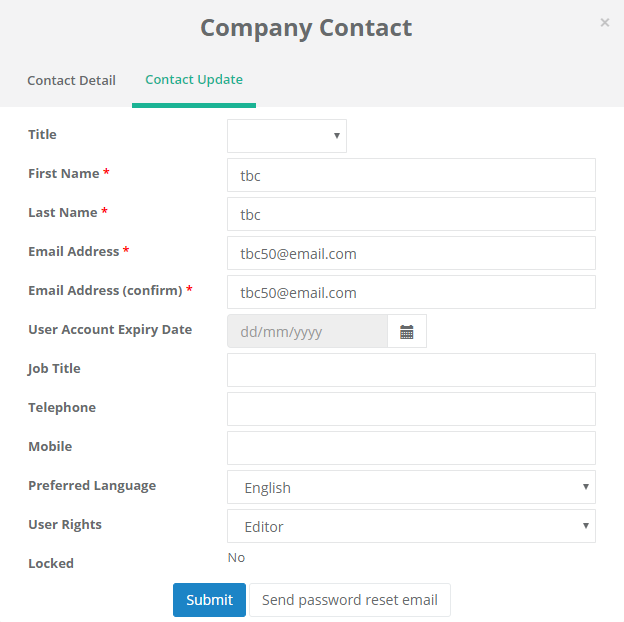 Company Contact
×
Contact Detail Contact Update
Title
First Name * tbc
Last Name * tbc
Email Address * tbc50@email.com
Email Address (confirm) * tbc50@email.com
User Account Expiry Date dd/mm/yyyy
Job Title
Telephone
Mobile
Preferred Language English
User Rights Editor
Locked No
Submit Send password reset email